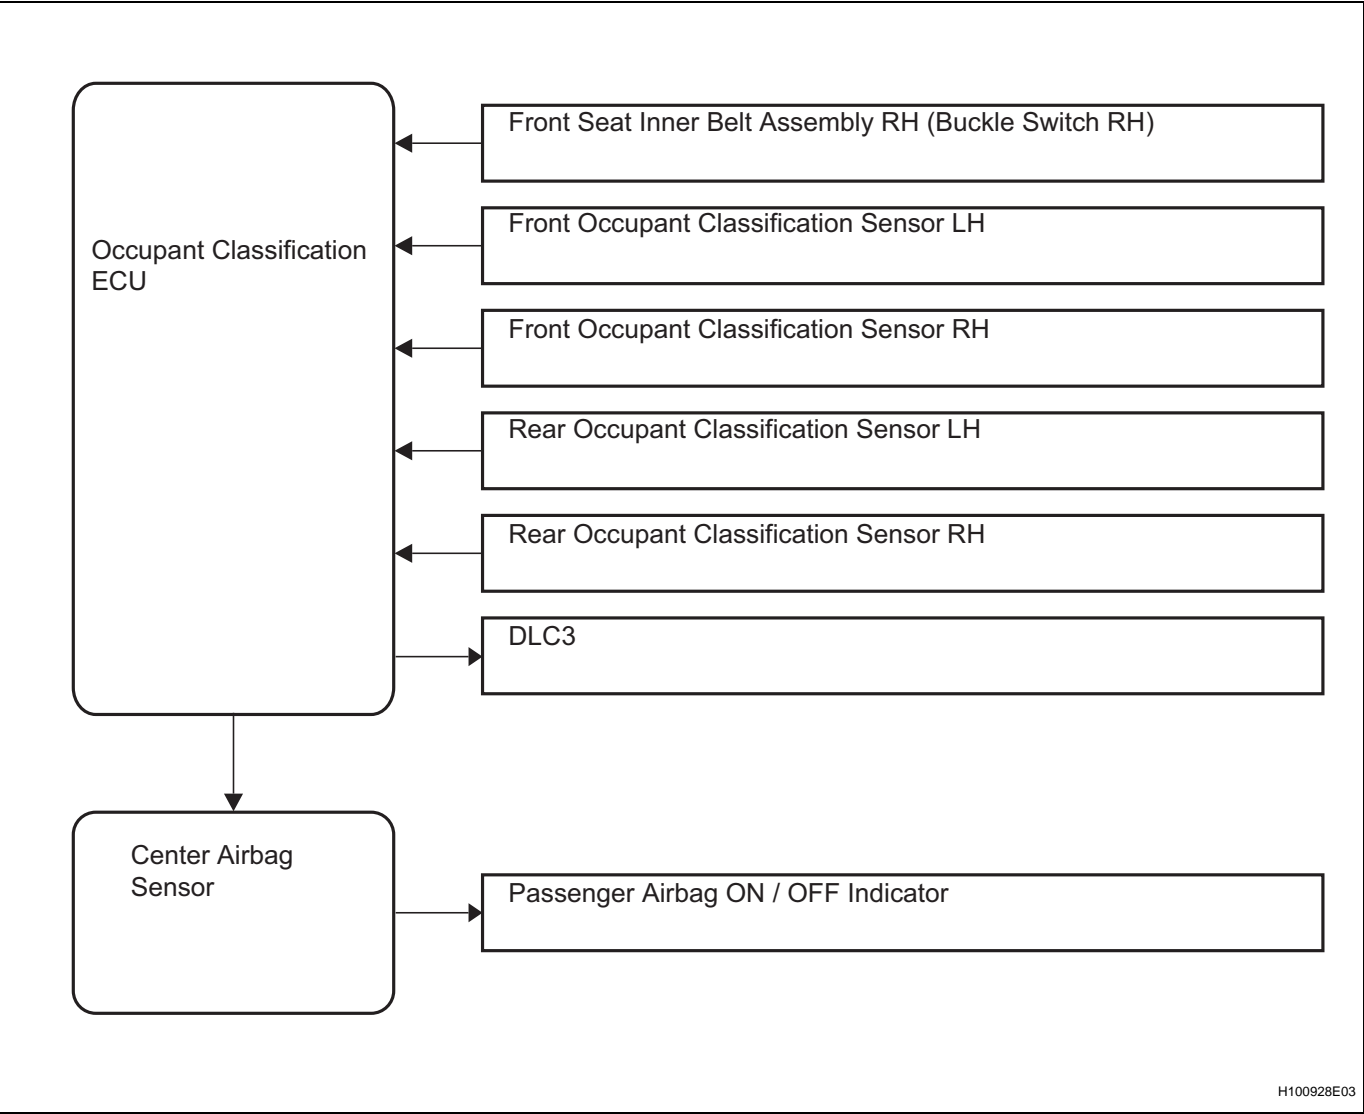 Front Seat Inner Belt Assembly RH (Buckle Switch RH)
Front Occupant Classification Sensor LH
Occupant Classification
ECU
Front Occupant Classification Sensor RH
Rear Occupant Classification Sensor LH
Rear Occupant Classification Sensor RH
DLC3
Center Airbag
Sensor
Passenger Airbag ON / OFF Indicator
H100928E03